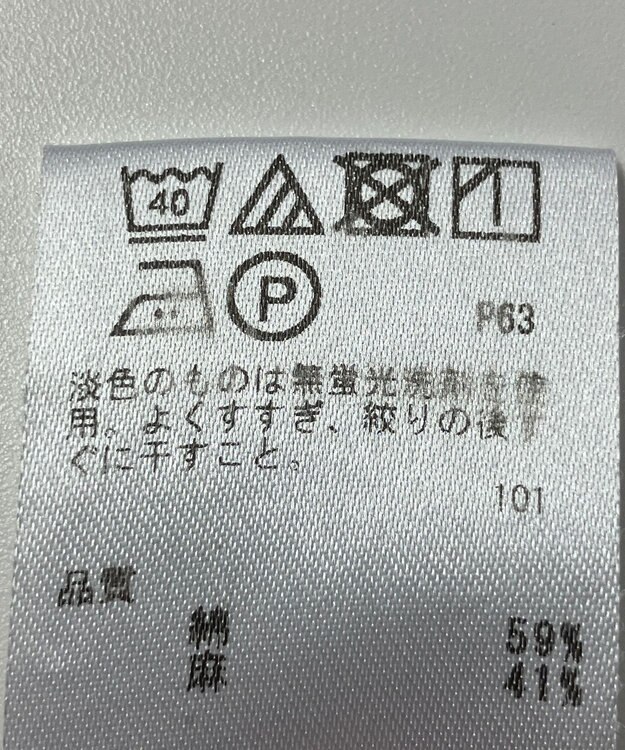 40
P
P63
淡色のものは無蛍光洗剤を使
用。よくすすぎ、絞りの後す
ぐに干すこと。
101
品質
綿 59%
麻 41%